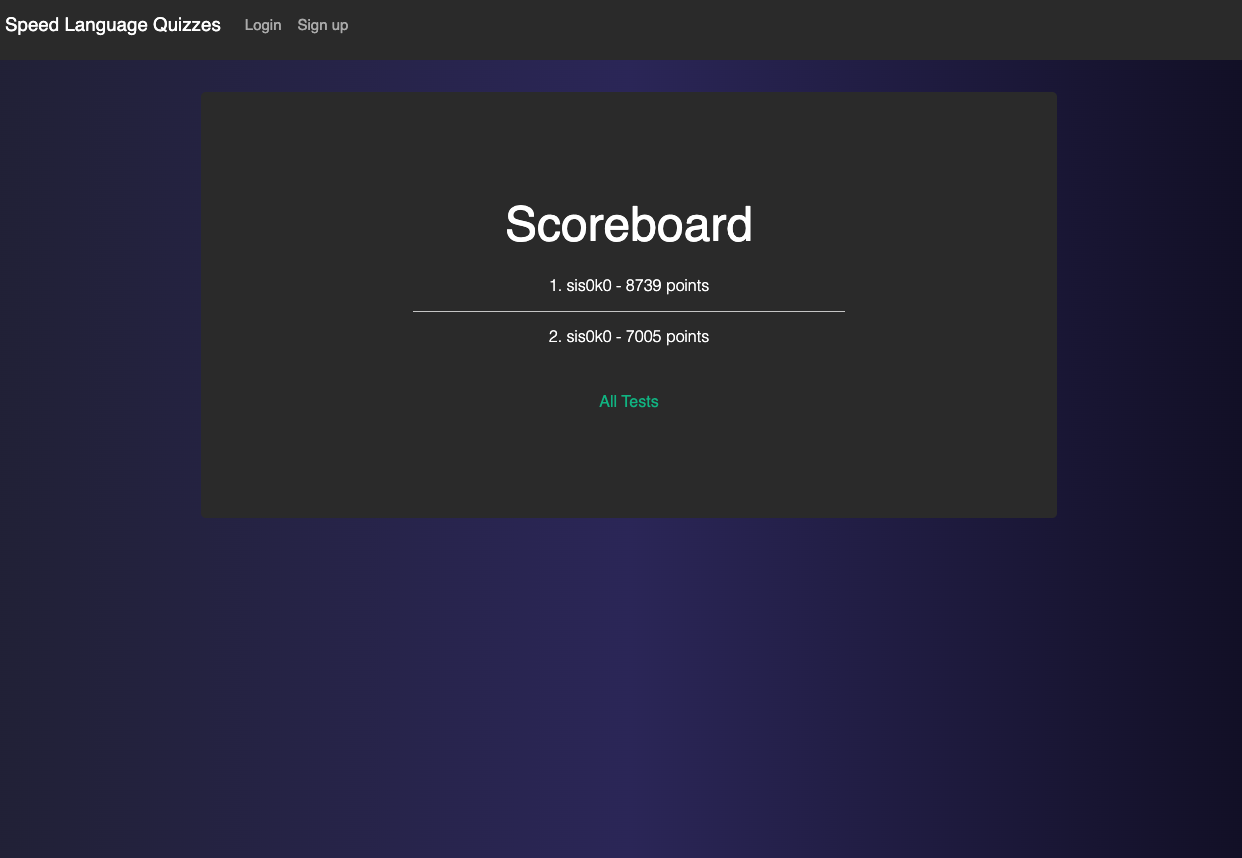 Speed Language Quizzes Login Sign up
Scoreboard
1. sis0k0 - 8739 points
2. sis0k0 - 7005 points
All Tests